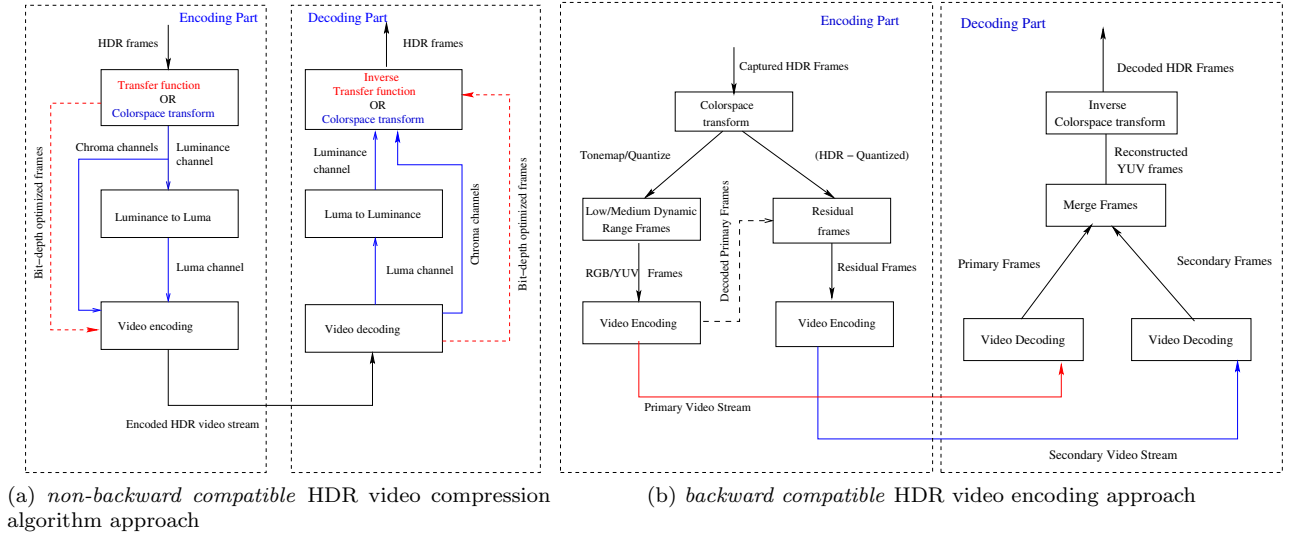 Encoding Part
HDR frames
Transfer function
OR
Colorspace transform
Chroma channels
Luminance
channel
Bit-depth optimized frames
Luminance to Luma
Luma channel
Video encoding
Encoded HDR video stream
Decoding Part
HDR frames
Inverse
Transfer function
OR
Colorspace transform
Luminance
channel
Chroma channels
Bit-depth optimized frames
Luma to Luminance
Luma channel
Video decoding
(a) non-backward compatible HDR video compression
algorithm approach
Encoding Part
Captured HDR Frames
Colorspace
transform
Tonemap/Quantize
(HDR - Quantized)
Low/Medium Dynamic
Range Frames
Decoded Primary Frames
Residual
frames
RGB/YUV Frames
Residual Frames
Video Encoding
Video Encoding
Primary Video Stream
Secondary Video Stream
Decoding Part
Decoded HDR Frames
Inverse
Colorspace transform
Reconstructed
YUV frames
Merge Frames
Primary Frames
Secondary Frames
Video Decoding
Video Decoding
(b) backward compatible HDR video encoding approach